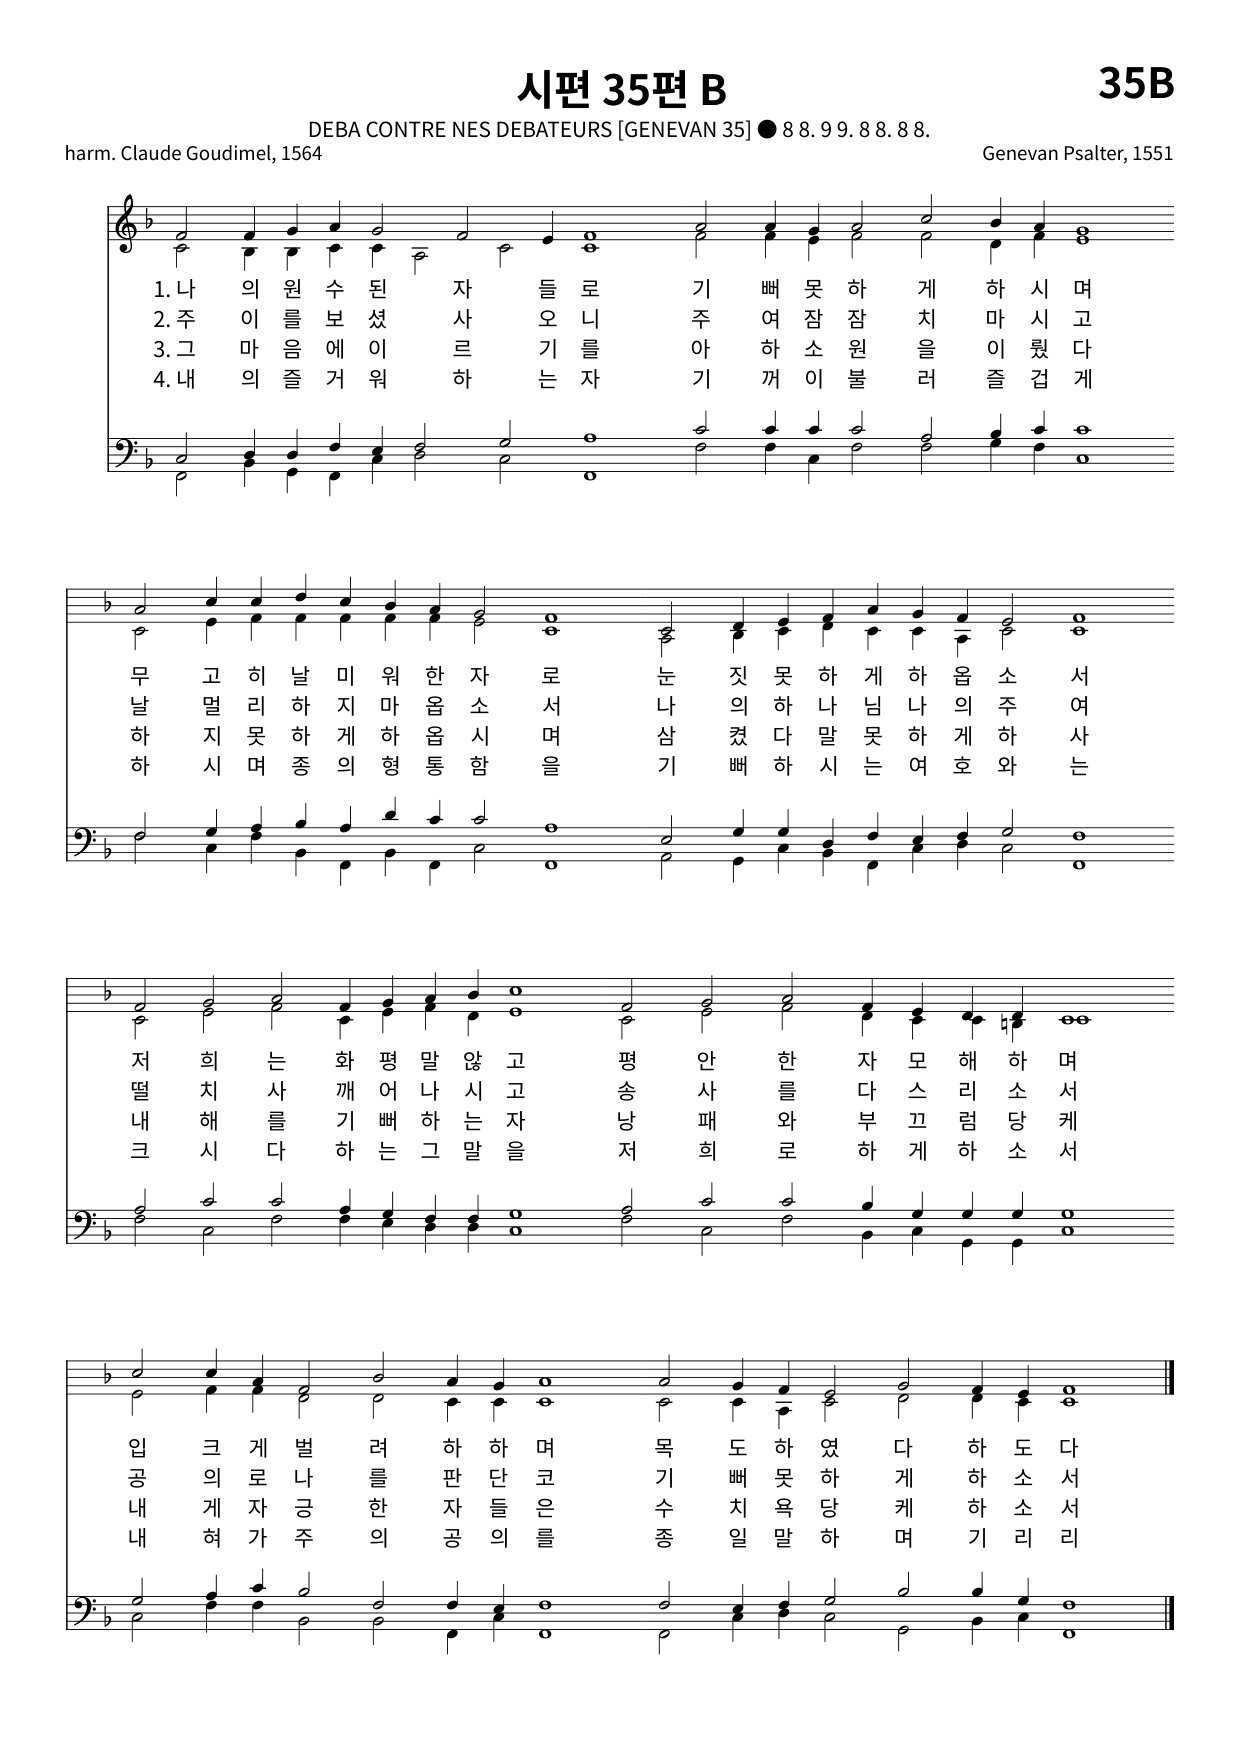 시편 35편 B
35B
DEBA CONTRE NES DEBATEURS [GENEVAN 35] ● 8 8. 9 9. 8 8. 8 8.
harm. Claude Goudimel, 1564
Genevan Psalter, 1551
1. 나 의 원 수 된 자 들 로 기 뻐 못 하 게 하 시 며
2. 주 이 를 보 셨 사 오 니 주 여 잠 잠 치 마 시 고
3. 그 마 음 에 이 르 기 를 아 하 소 원 을 이 뤘 다
4. 내 의 즐 거 워 하 는 자 기 꺼 이 불 러 즐 겁 게
무 고 히 날 미 워 한 자 로 눈 짓 못 하 게 하 옵 소 서
날 멀 리 하 지 마 옵 소 서 나 의 하 나 님 나 의 주 여
하 지 못 하 게 하 옵 시 며 삼 켰 다 말 못 하 게 하 사
하 시 며 종 의 형 통 함 을 기 뻐 하 시 는 여 호 와 는
저 희 는 화 평 말 않 고 평 안 한 자 모 해 하 며
떨 치 사 깨 어 나 시 고 송 사 를 다 스 리 소 서
내 해 를 기 뻐 하 는 자 낭 패 와 부 끄 럼 당 케
크 시 다 하 는 그 말 을 저 희 로 하 게 하 소 서
입 크 게 벌 려 하 하 며 목 도 하 였 다 하 도 다
공 의 로 나 를 판 단 코 기 뻐 못 하 게 하 소 서
내 게 자 긍 한 자 들 은 수 치 욕 당 케 하 소 서
내 혀 가 주 의 공 의 를 종 일 말 하 며 기 리 리